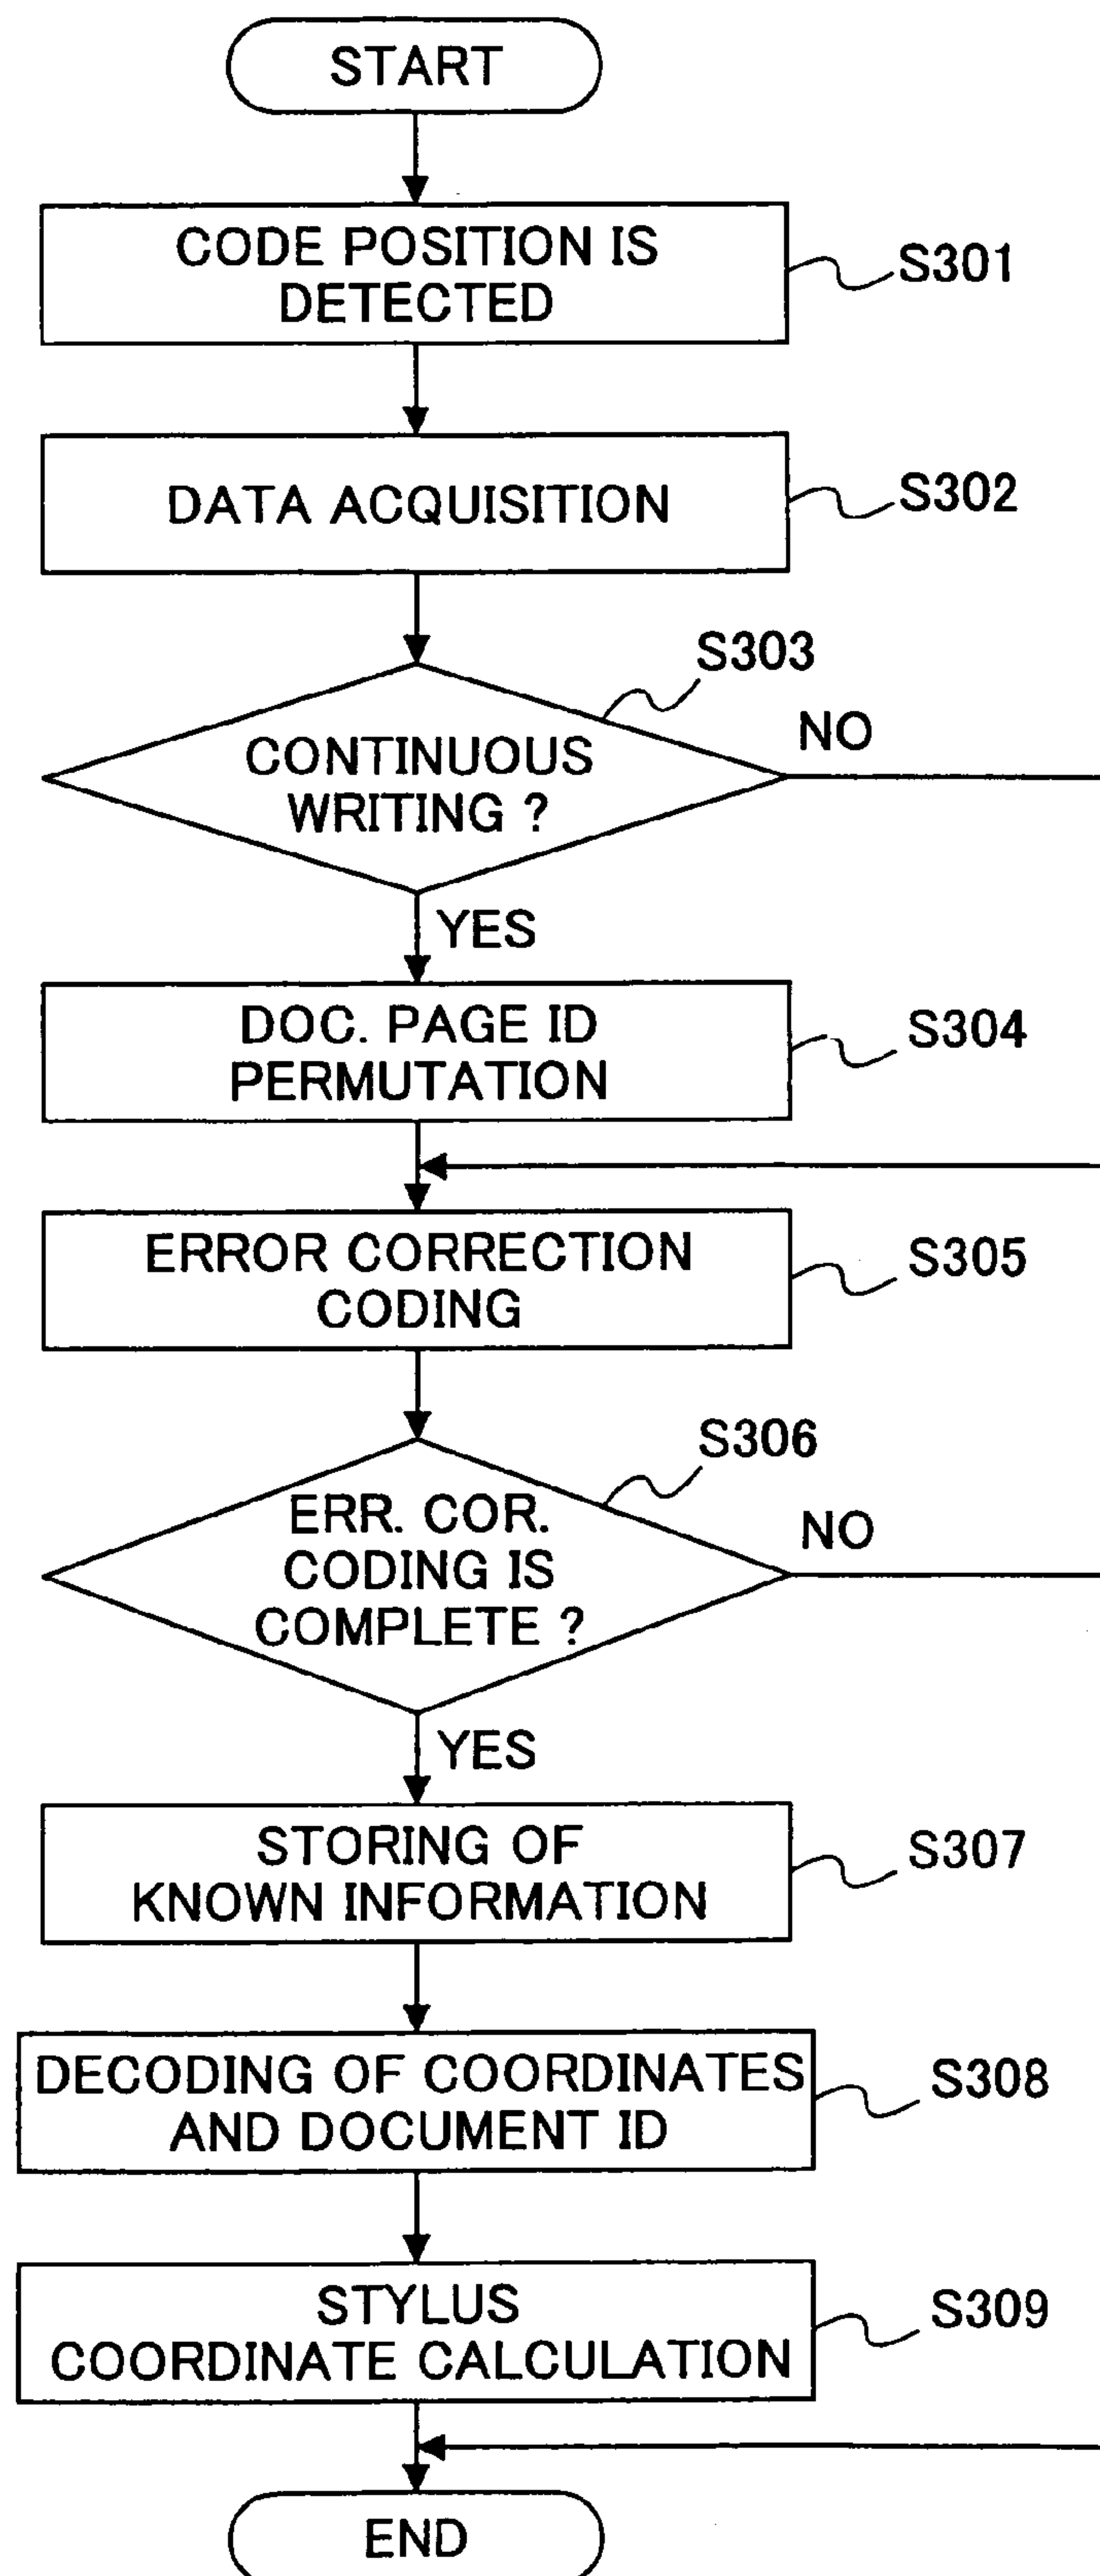 START
CODE POSITION IS
DETECTED
S301
DATA ACQUISITION
S302
S303
CONTINUOUS
WRITING ?
NO
YES
DOC. PAGE ID
PERMUTATION
S304
ERROR CORRECTION
CODING
S305
S306
ERR. COR.
CODING IS
COMPLETE ?
NO
YES
STORING OF
KNOWN INFORMATION
S307
DECODING OF COORDINATES
AND DOCUMENT ID
S308
STYLUS
COORDINATE CALCULATION
S309
END